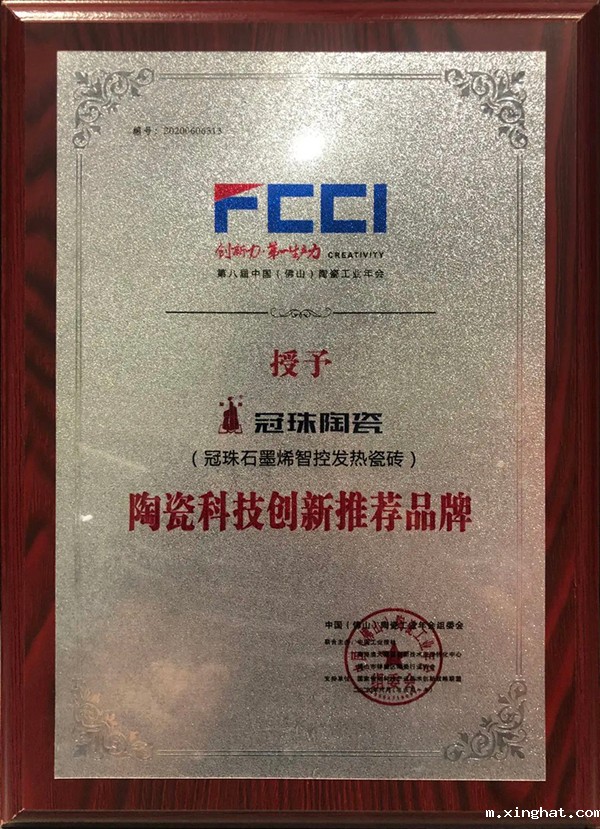 编号：20200606313
FCCI
创新力·第一生产力 CREATIVITY
第八届中国（佛山）陶瓷工业年会
授予
冠珠陶瓷
（冠珠石墨烯智控发热瓷砖）
陶瓷科技创新推荐品牌
中国（佛山）陶瓷工业年会组委会
m.xinghat.com